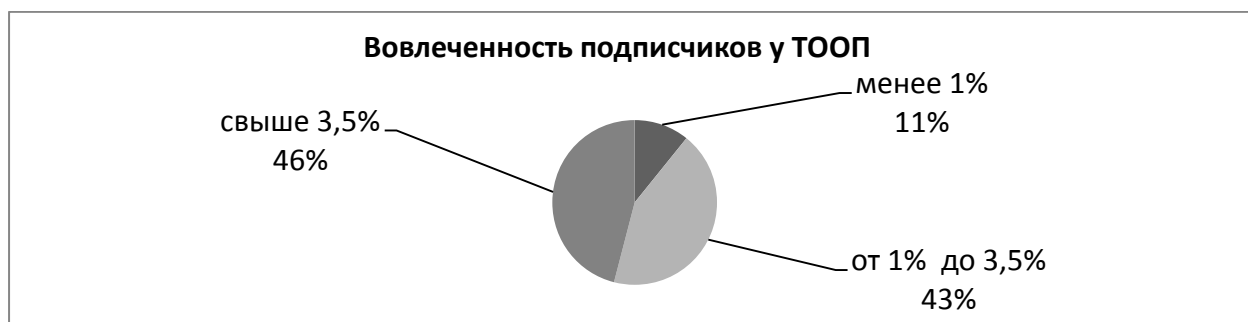 Вовлеченность подписчиков у ТООП
менее 1%
11%
свыше 3,5%
46%
от 1% до 3,5%
43%